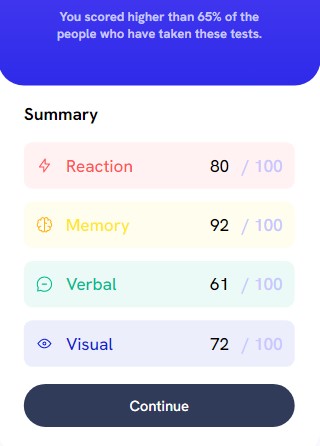 You scored higher than 65% of the
people who have taken these tests.
Summary
Reaction 80 / 100
Memory 92 / 100
Verbal 61 / 100
Visual 72 / 100
Continue